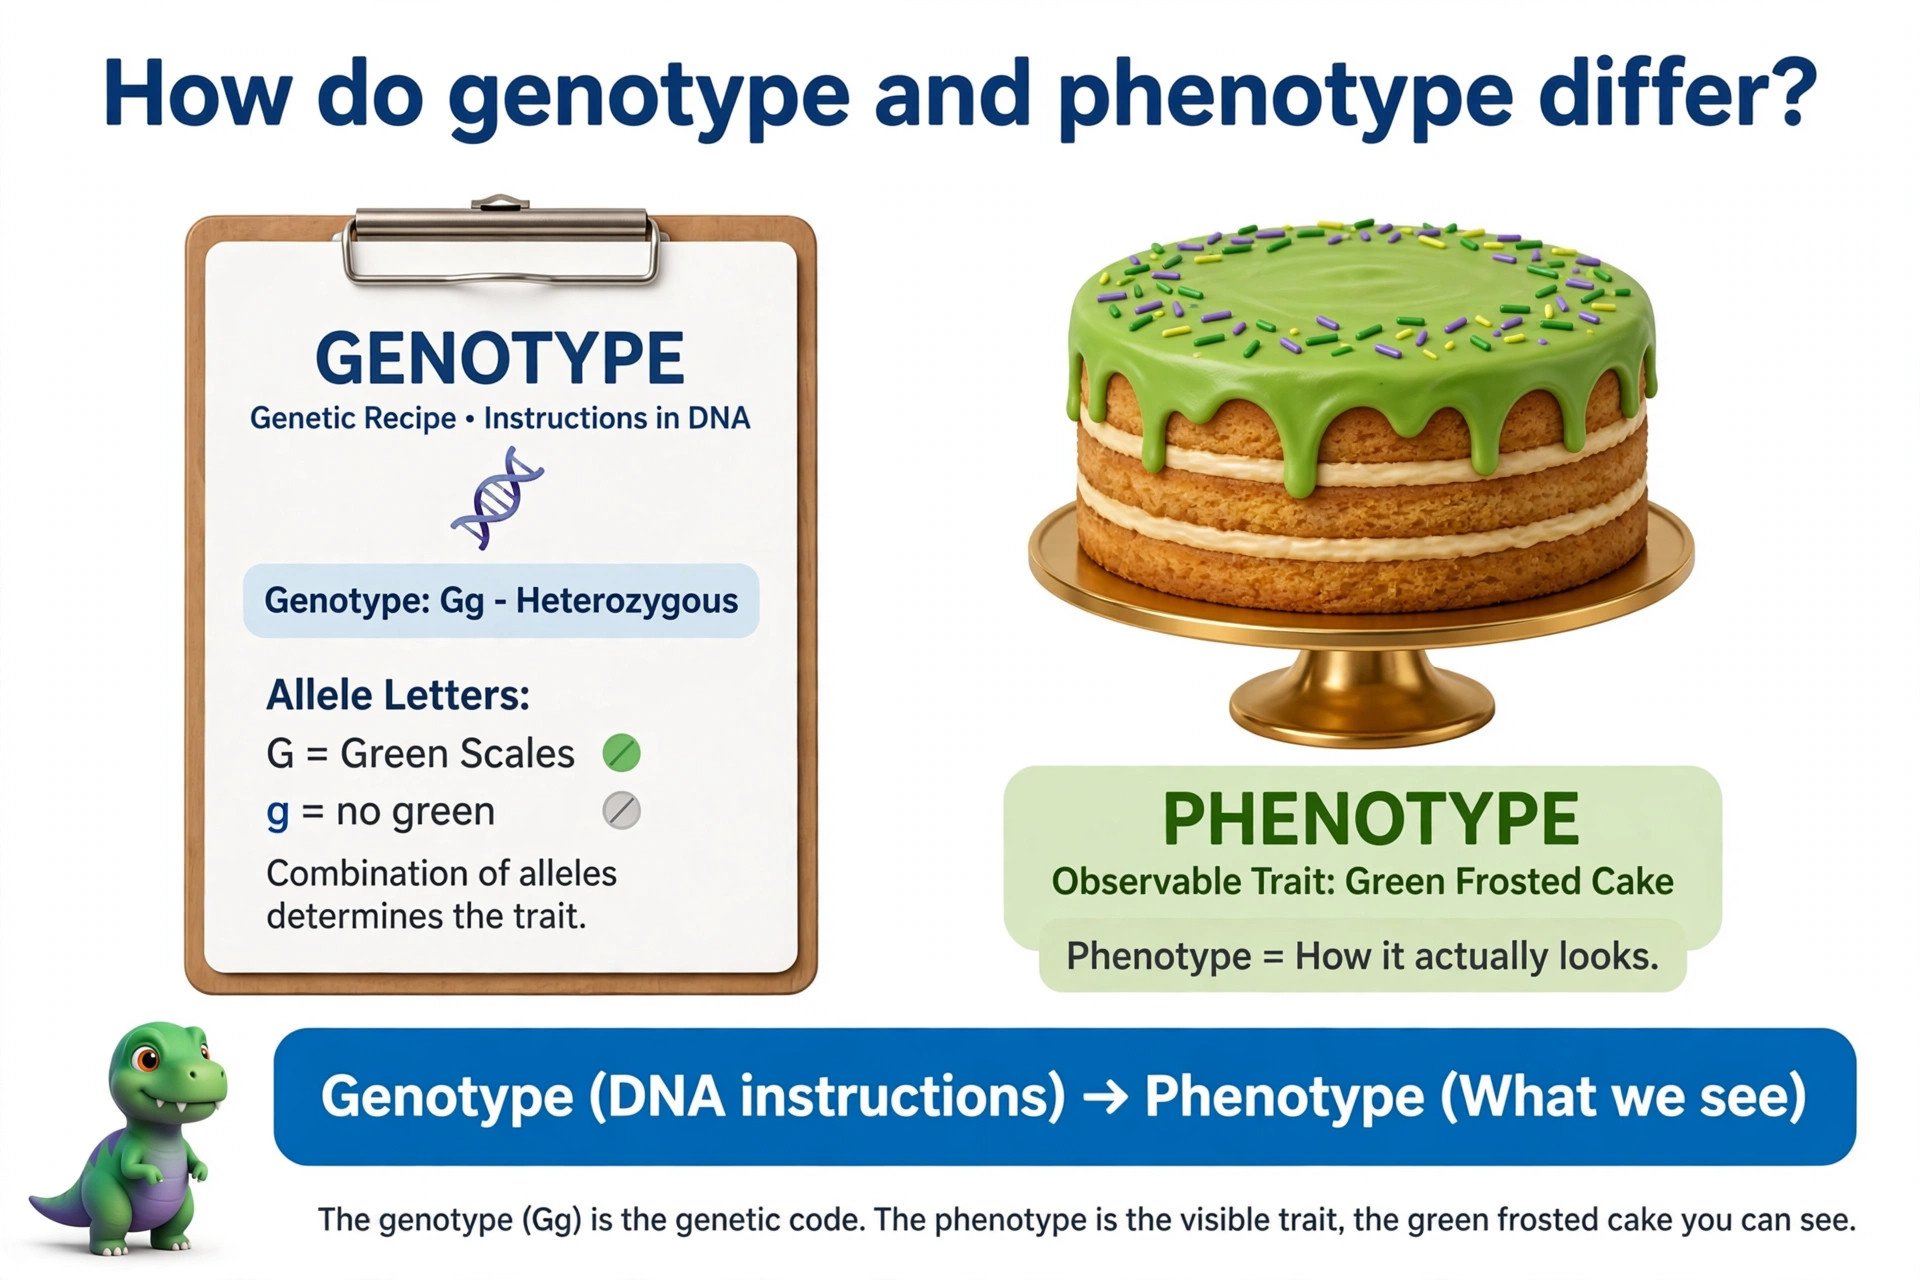 How do genotype and phenotype differ?
GENOTYPE
Genetic Recipe • Instructions in DNA
Genotype: Gg - Heterozygous
Allele Letters:
G = Green Scales
g = no green
Combination of alleles
determines the trait.
PHENOTYPE
Observable Trait: Green Frosted Cake
Phenotype = How it actually looks.
Genotype (DNA instructions) → Phenotype (What we see)
The genotype (Gg) is the genetic code. The phenotype is the visible trait, the green frosted cake you can see.